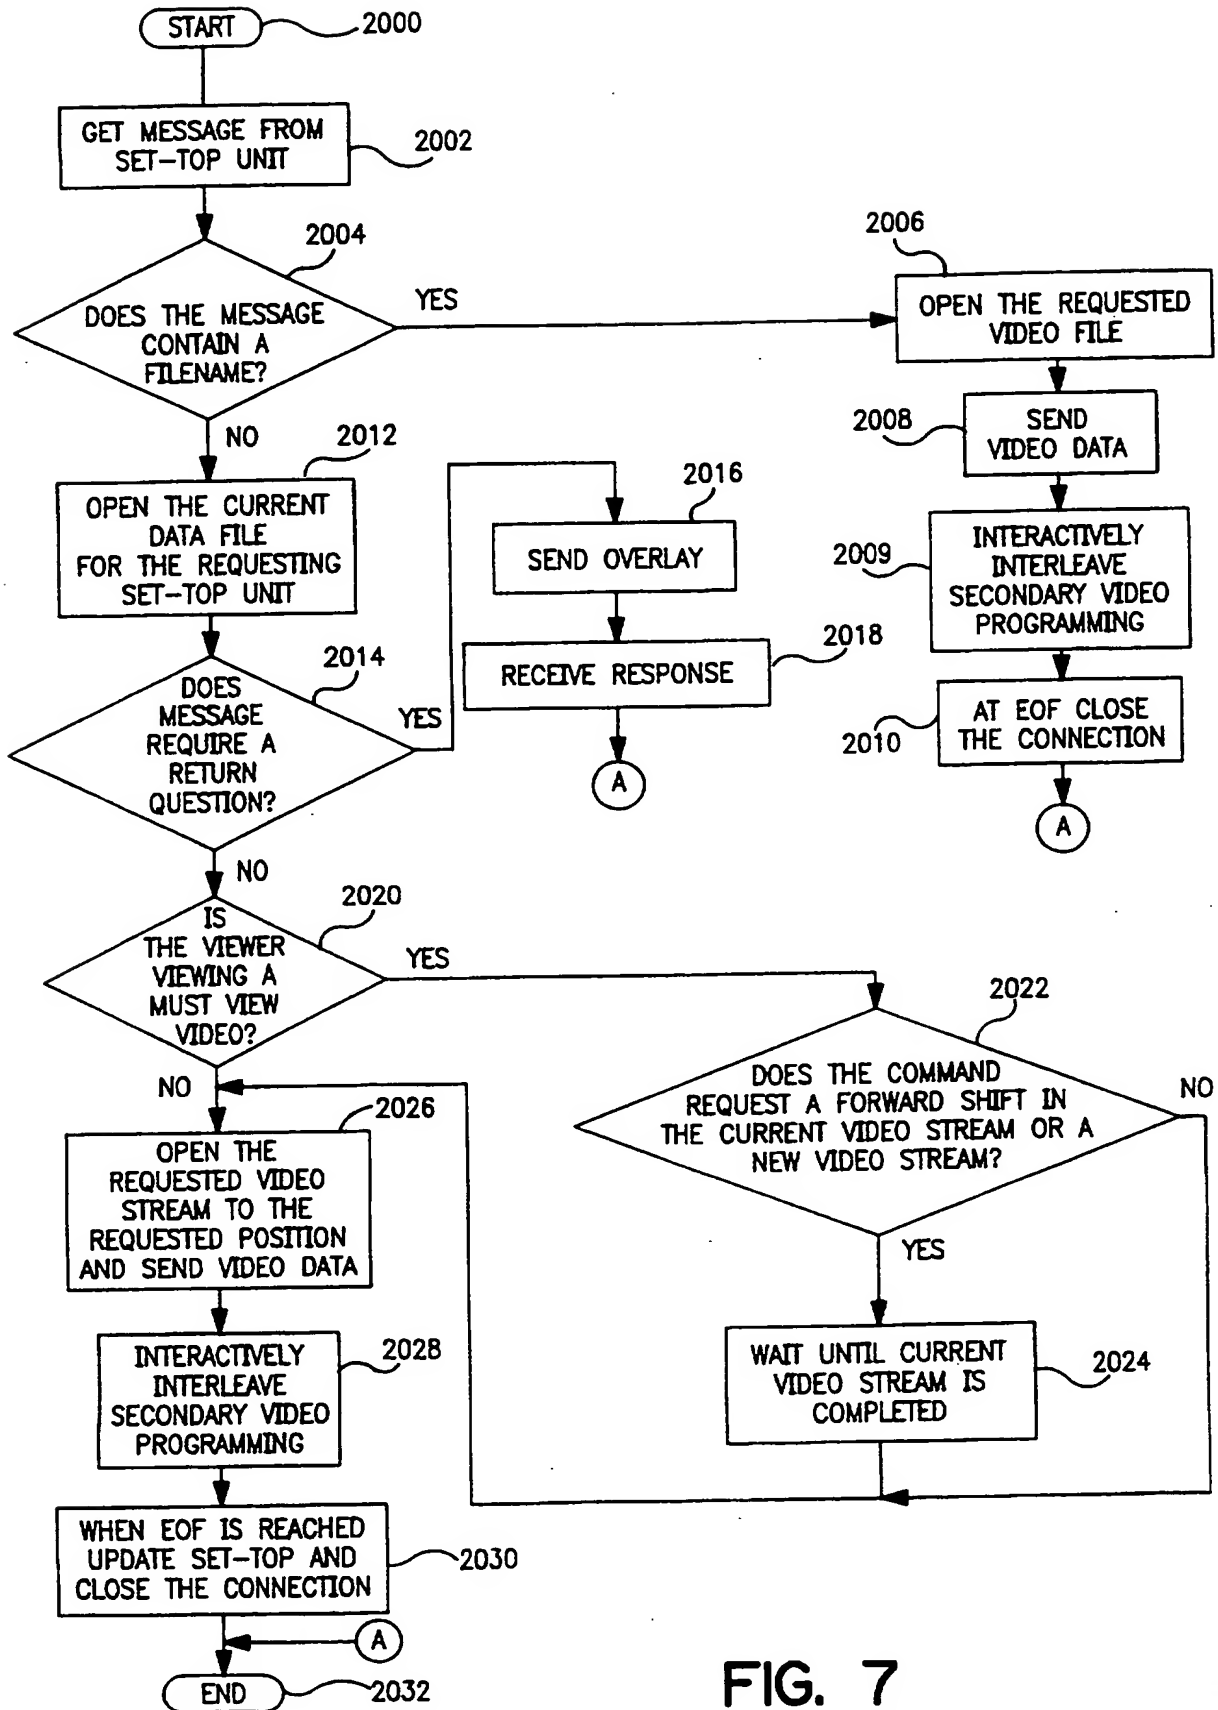 START
2000
GET MESSAGE FROM
SET-TOP UNIT
2002
2004
DOES THE MESSAGE
CONTAIN A
FILENAME?
YES
NO
2006
OPEN THE REQUESTED
VIDEO FILE
2008
SEND
VIDEO DATA
2009
INTERACTIVELY
INTERLEAVE
SECONDARY VIDEO
PROGRAMMING
2010
AT EOF CLOSE
THE CONNECTION
A
2012
OPEN THE CURRENT
DATA FILE
FOR THE REQUESTING
SET-TOP UNIT
2014
DOES
MESSAGE
REQUIRE A
RETURN
QUESTION?
YES
NO
2016
SEND OVERLAY
RECEIVE RESPONSE
2018
A
2020
IS
THE VIEWER
VIEWING A
MUST VIEW
VIDEO?
YES
NO
2022
DOES THE COMMAND
REQUEST A FORWARD SHIFT IN
THE CURRENT VIDEO STREAM OR A
NEW VIDEO STREAM?
NO
YES
WAIT UNTIL CURRENT
VIDEO STREAM IS
COMPLETED
2024
2026
OPEN THE
REQUESTED VIDEO
STREAM TO THE
REQUESTED POSITION
AND SEND VIDEO DATA
INTERACTIVELY
INTERLEAVE
SECONDARY VIDEO
PROGRAMMING
2028
WHEN EOF IS REACHED
UPDATE SET-TOP AND
CLOSE THE CONNECTION
2030
A
END
2032
FIG. 7